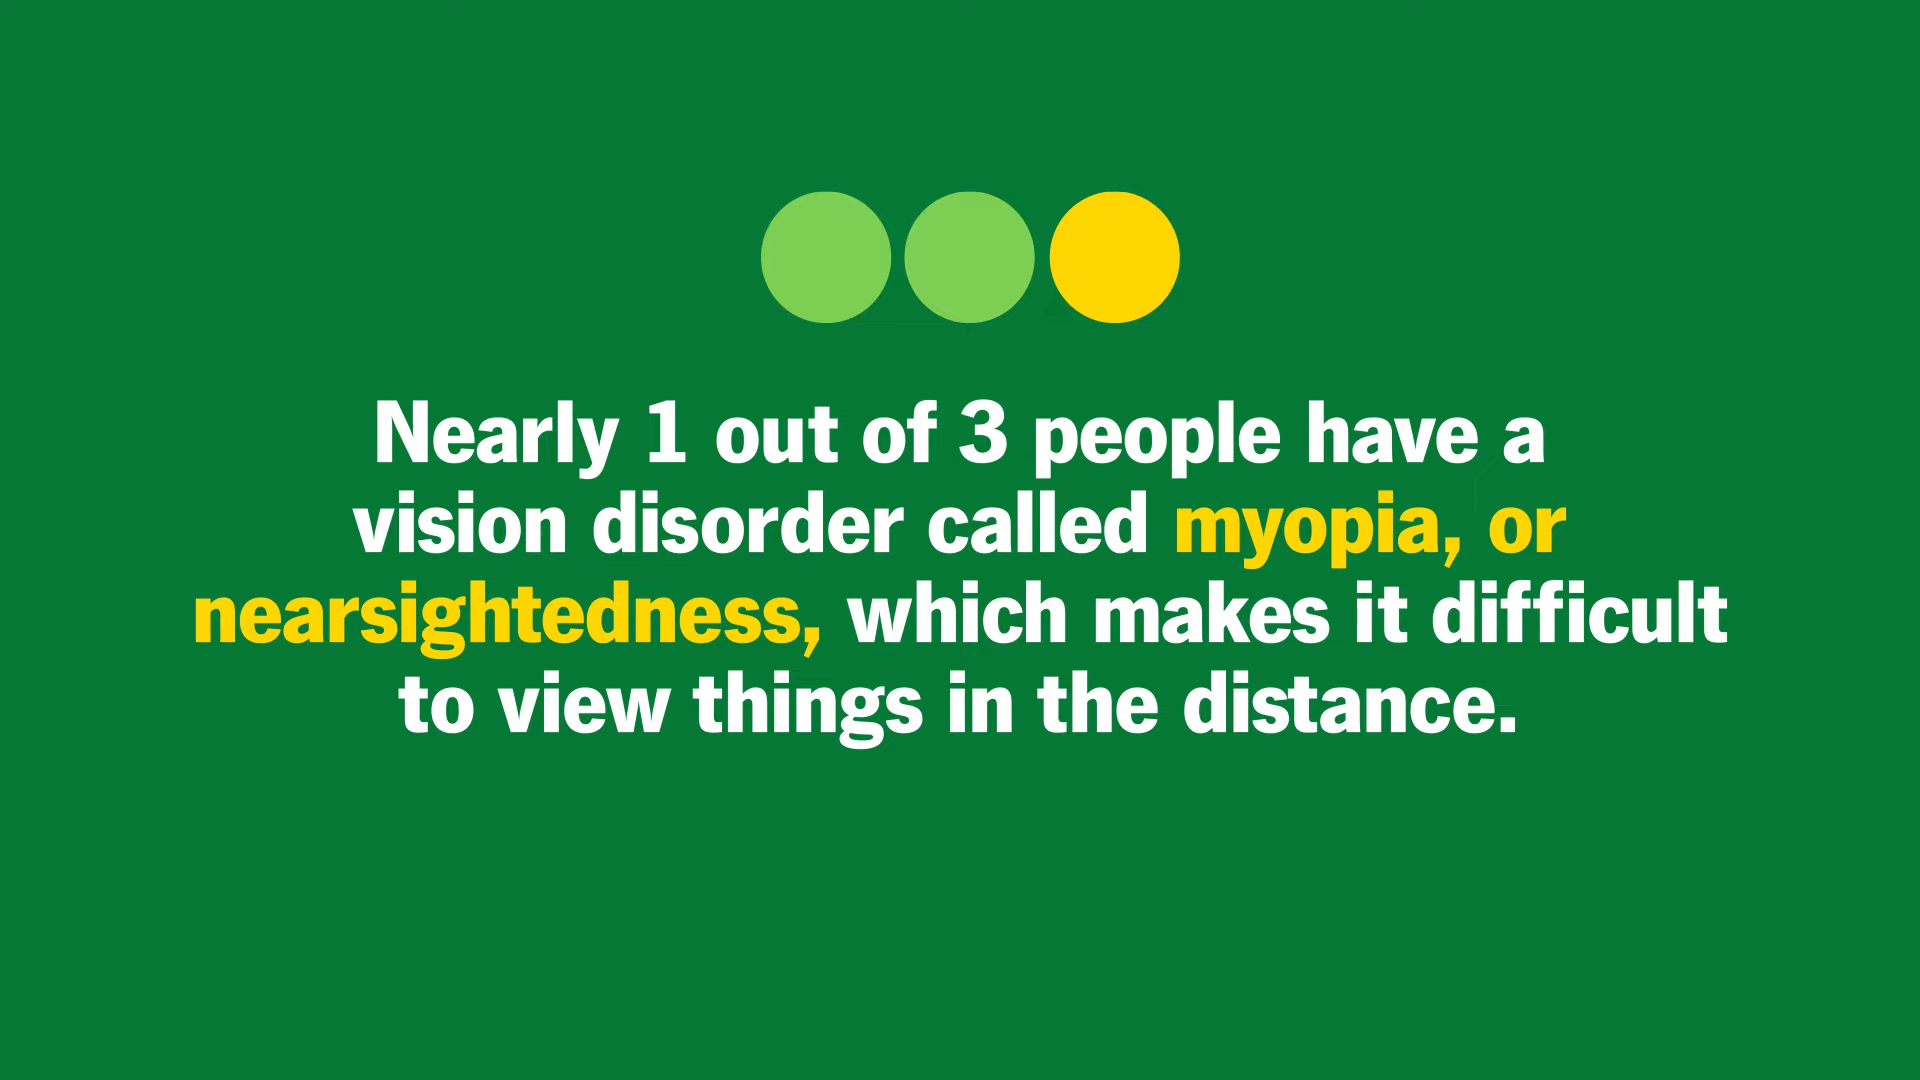 Nearly 1 out of 3 people have a
vision disorder called myopia, or
nearsightedness, which makes it difficult
to view things in the distance.